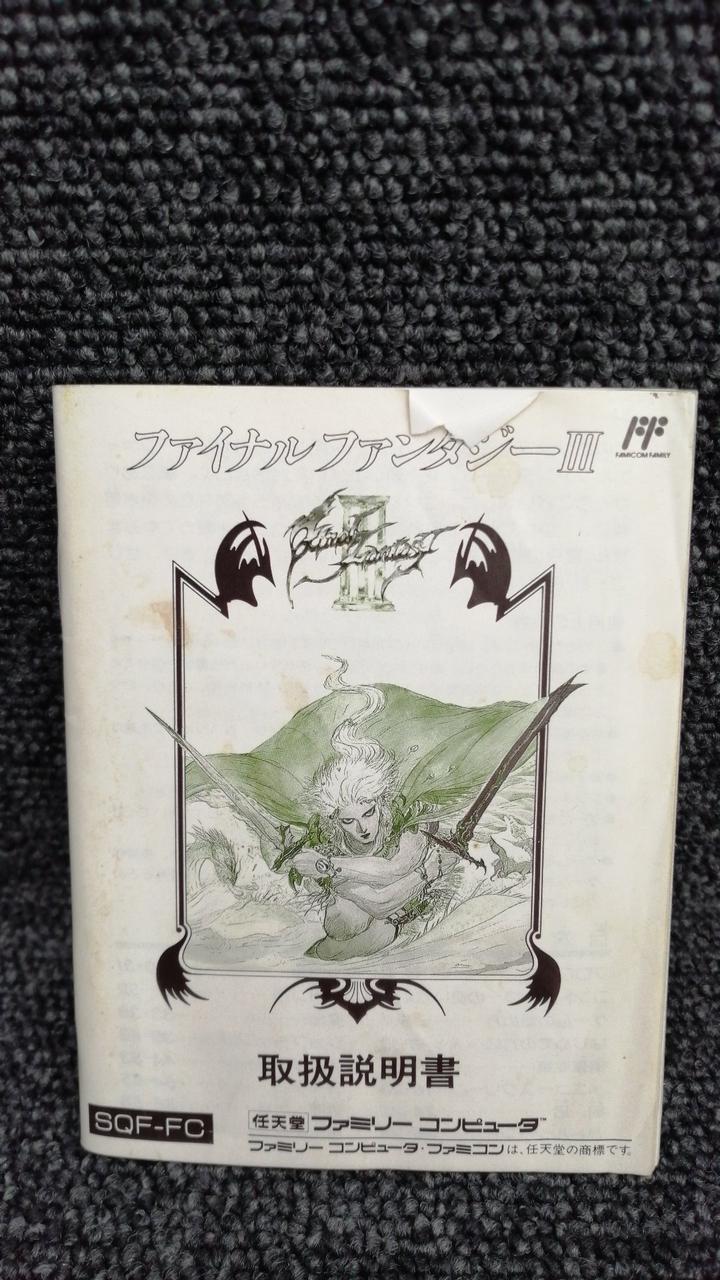 ファイナルファンタジーIII
FF
FAMICOM FAMILY
III
Final Fantasy
取扱説明書
SQF-FC
任天堂 ファミリー コンピュータ™
ファミリー コンピュータ・ファミコンは、任天堂の商標です。